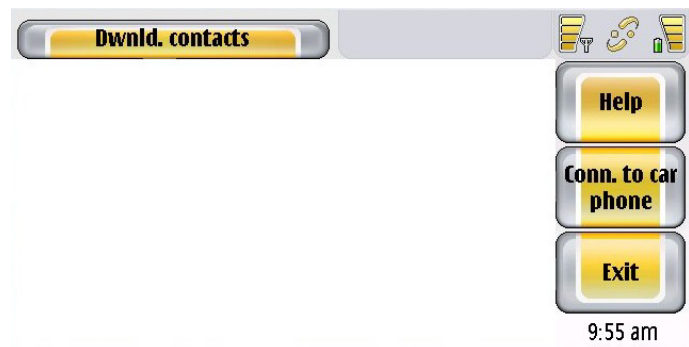 Dwnld. contacts
Help
Conn. to car
phone
Exit
9:55 am